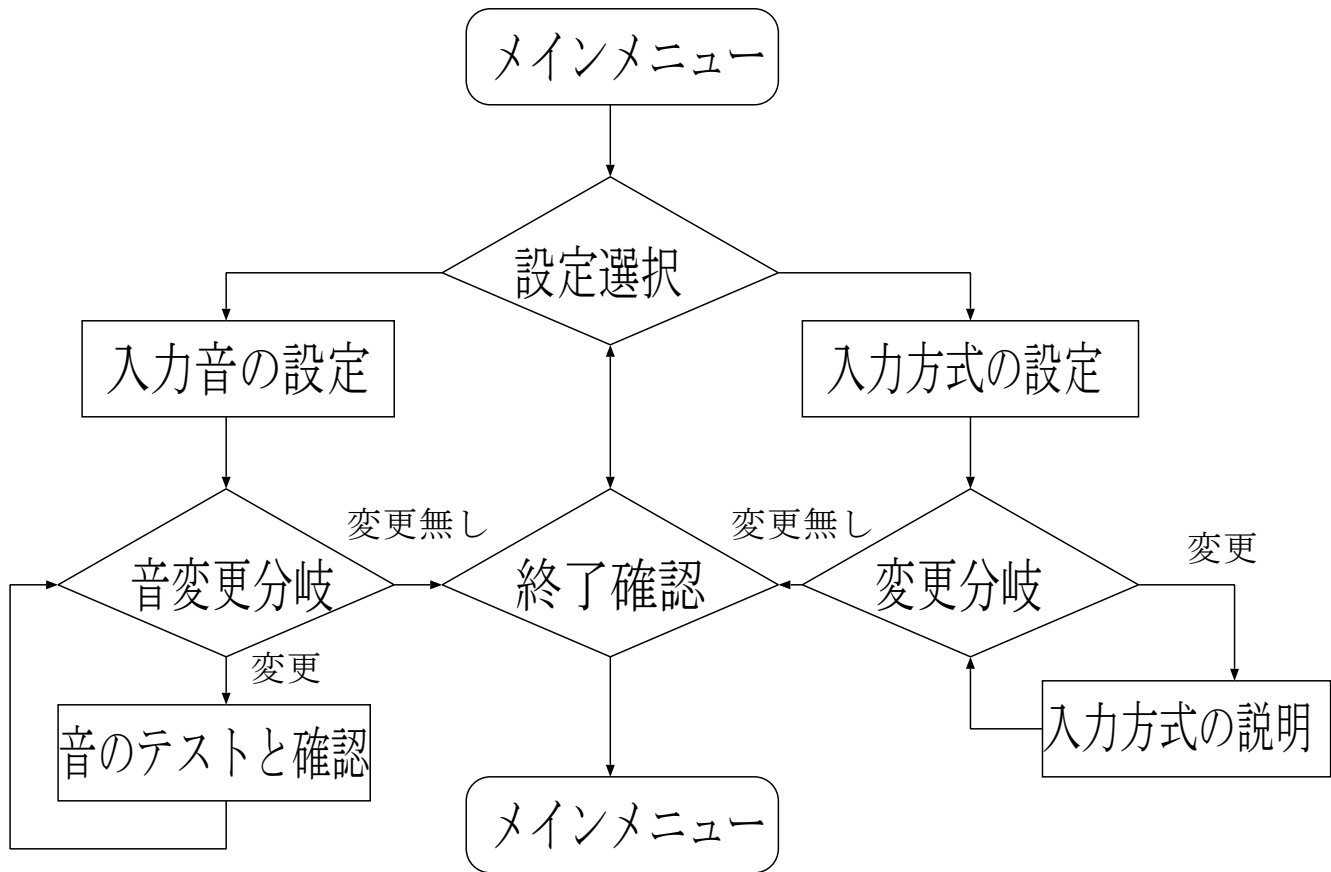 メインメニュー
設定選択
入力音の設定
入力方式の設定
変更無し
変更無し
変更
音変更分岐
終了確認
変更分岐
変更
音のテストと確認
入力方式の説明
メインメニュー